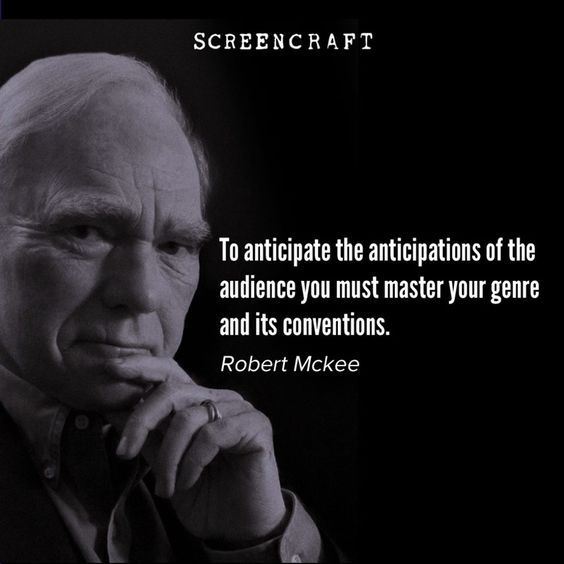 SCREENCRAFT
To anticipate the anticipations of the
audience you must master your genre
and its conventions.
Robert Mckee